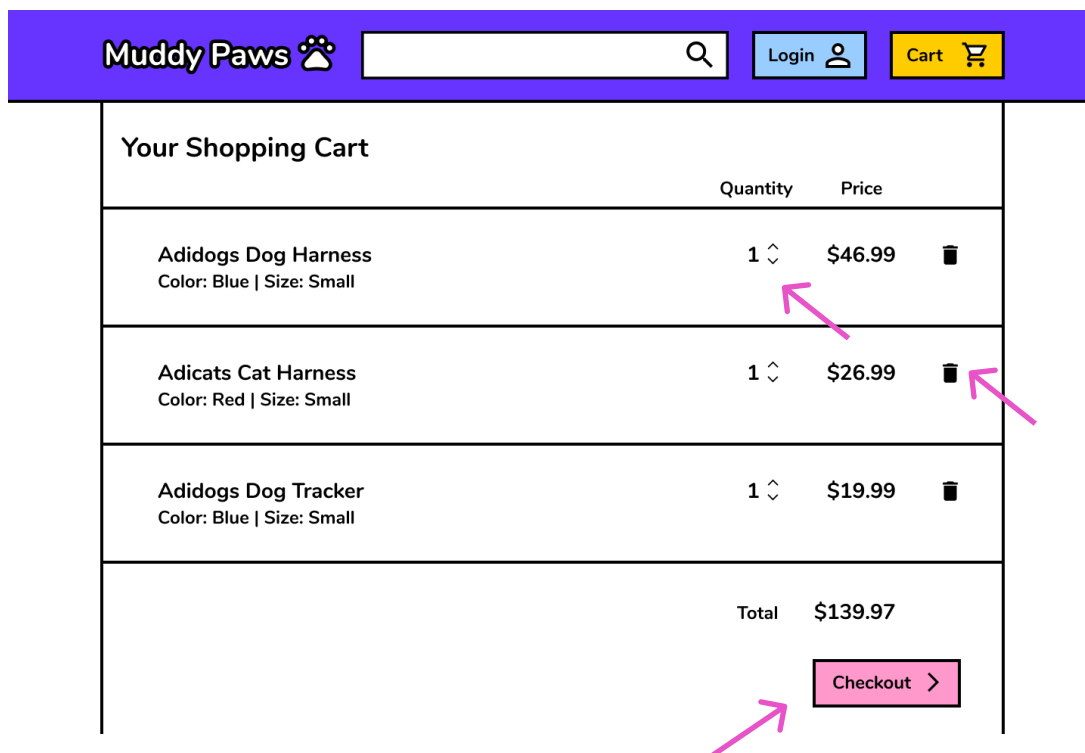 Muddy Paws
Login
Cart
Your Shopping Cart
Quantity Price
Adidogs Dog Harness 1 $46.99
Color: Blue | Size: Small
Adicats Cat Harness 1 $26.99
Color: Red | Size: Small
Adidogs Dog Tracker 1 $19.99
Color: Blue | Size: Small
Total $139.97
Checkout